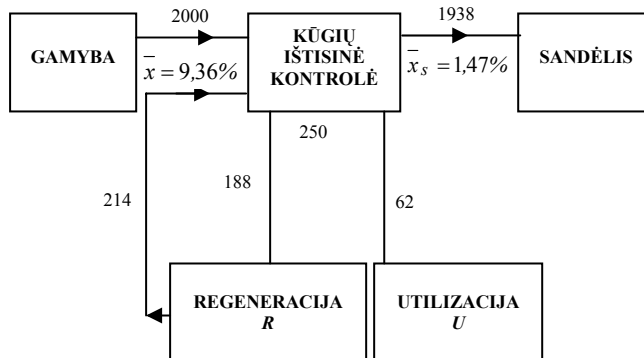 2000
1938
GAMYBA
KŪGIŲ
IŠTISINĖ
KONTROLĖ
SANDĖLIS
x̅ = 9,36%
x̅ₛ = 1,47%
250
214
188
62
REGENERACIJA
R
UTILIZACIJA
U